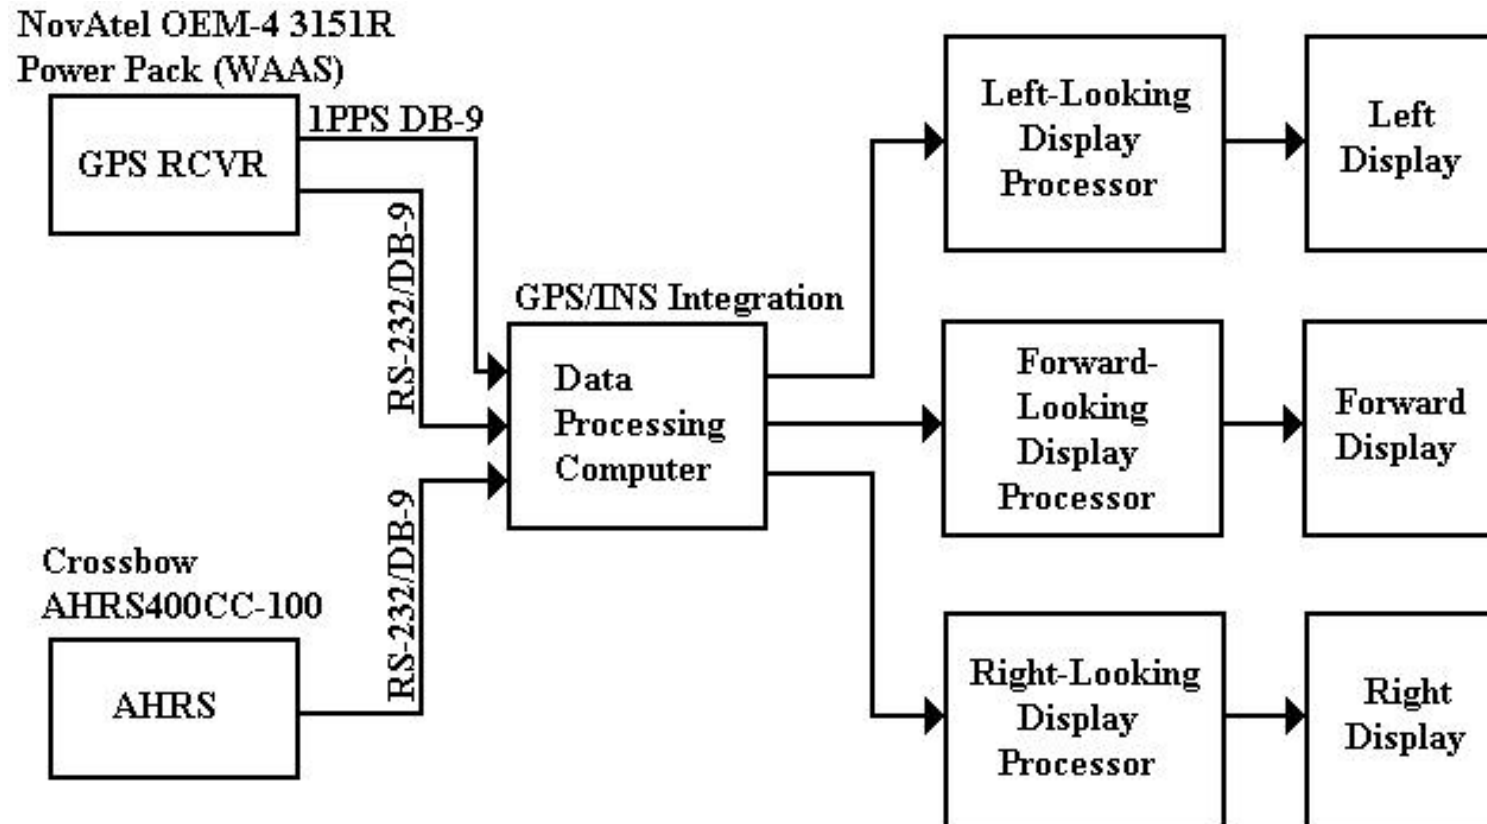 NovAtel OEM-4 3151R
Power Pack (WAAS)
GPS RCVR
1PPS DB-9
RS-232/DB-9
Crossbow
AHRS400CC-100
AHRS
RS-232/DB-9
GPS/INS Integration
Data
Processing
Computer
Left-Looking
Display
Processor
Left
Display
Forward-
Looking
Display
Processor
Forward
Display
Right-Looking
Display
Processor
Right
Display